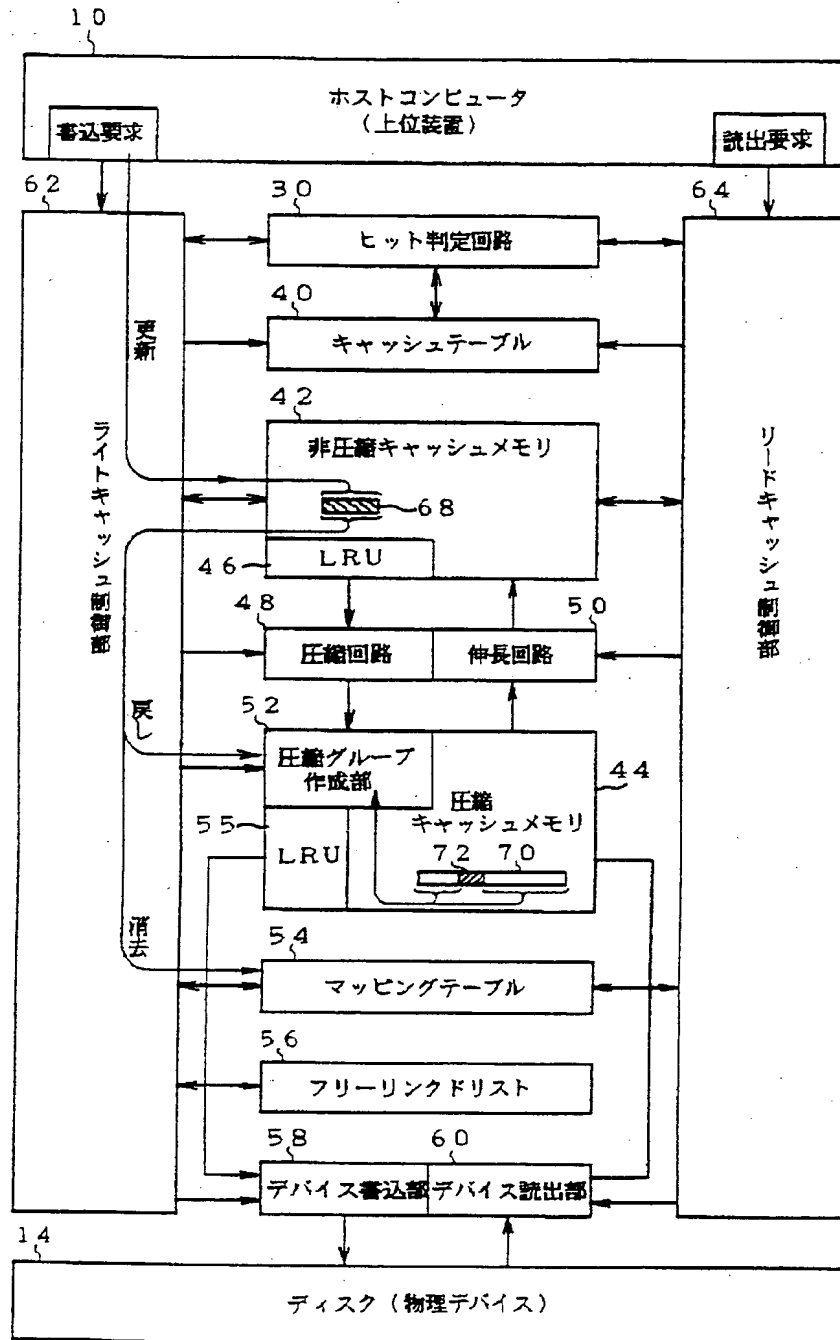 10
ホストコンピュータ
（上位装置）
書込要求
読出要求
62
30
64
ヒット判定回路
40
キャッシュテーブル
更新
42
非圧縮キャッシュメモリ
68
46
LRU
ライトキャッシュ制御部
リードキャッシュ制御部
48
50
圧縮回路
伸長回路
戻し
52
圧縮グループ
作成部
44
圧縮
キャッシュメモリ
55
LRU
72
70
消去
54
マッピングテーブル
56
フリーリンクドリスト
58
60
デバイス書込部
デバイス読出部
14
ディスク（物理デバイス）